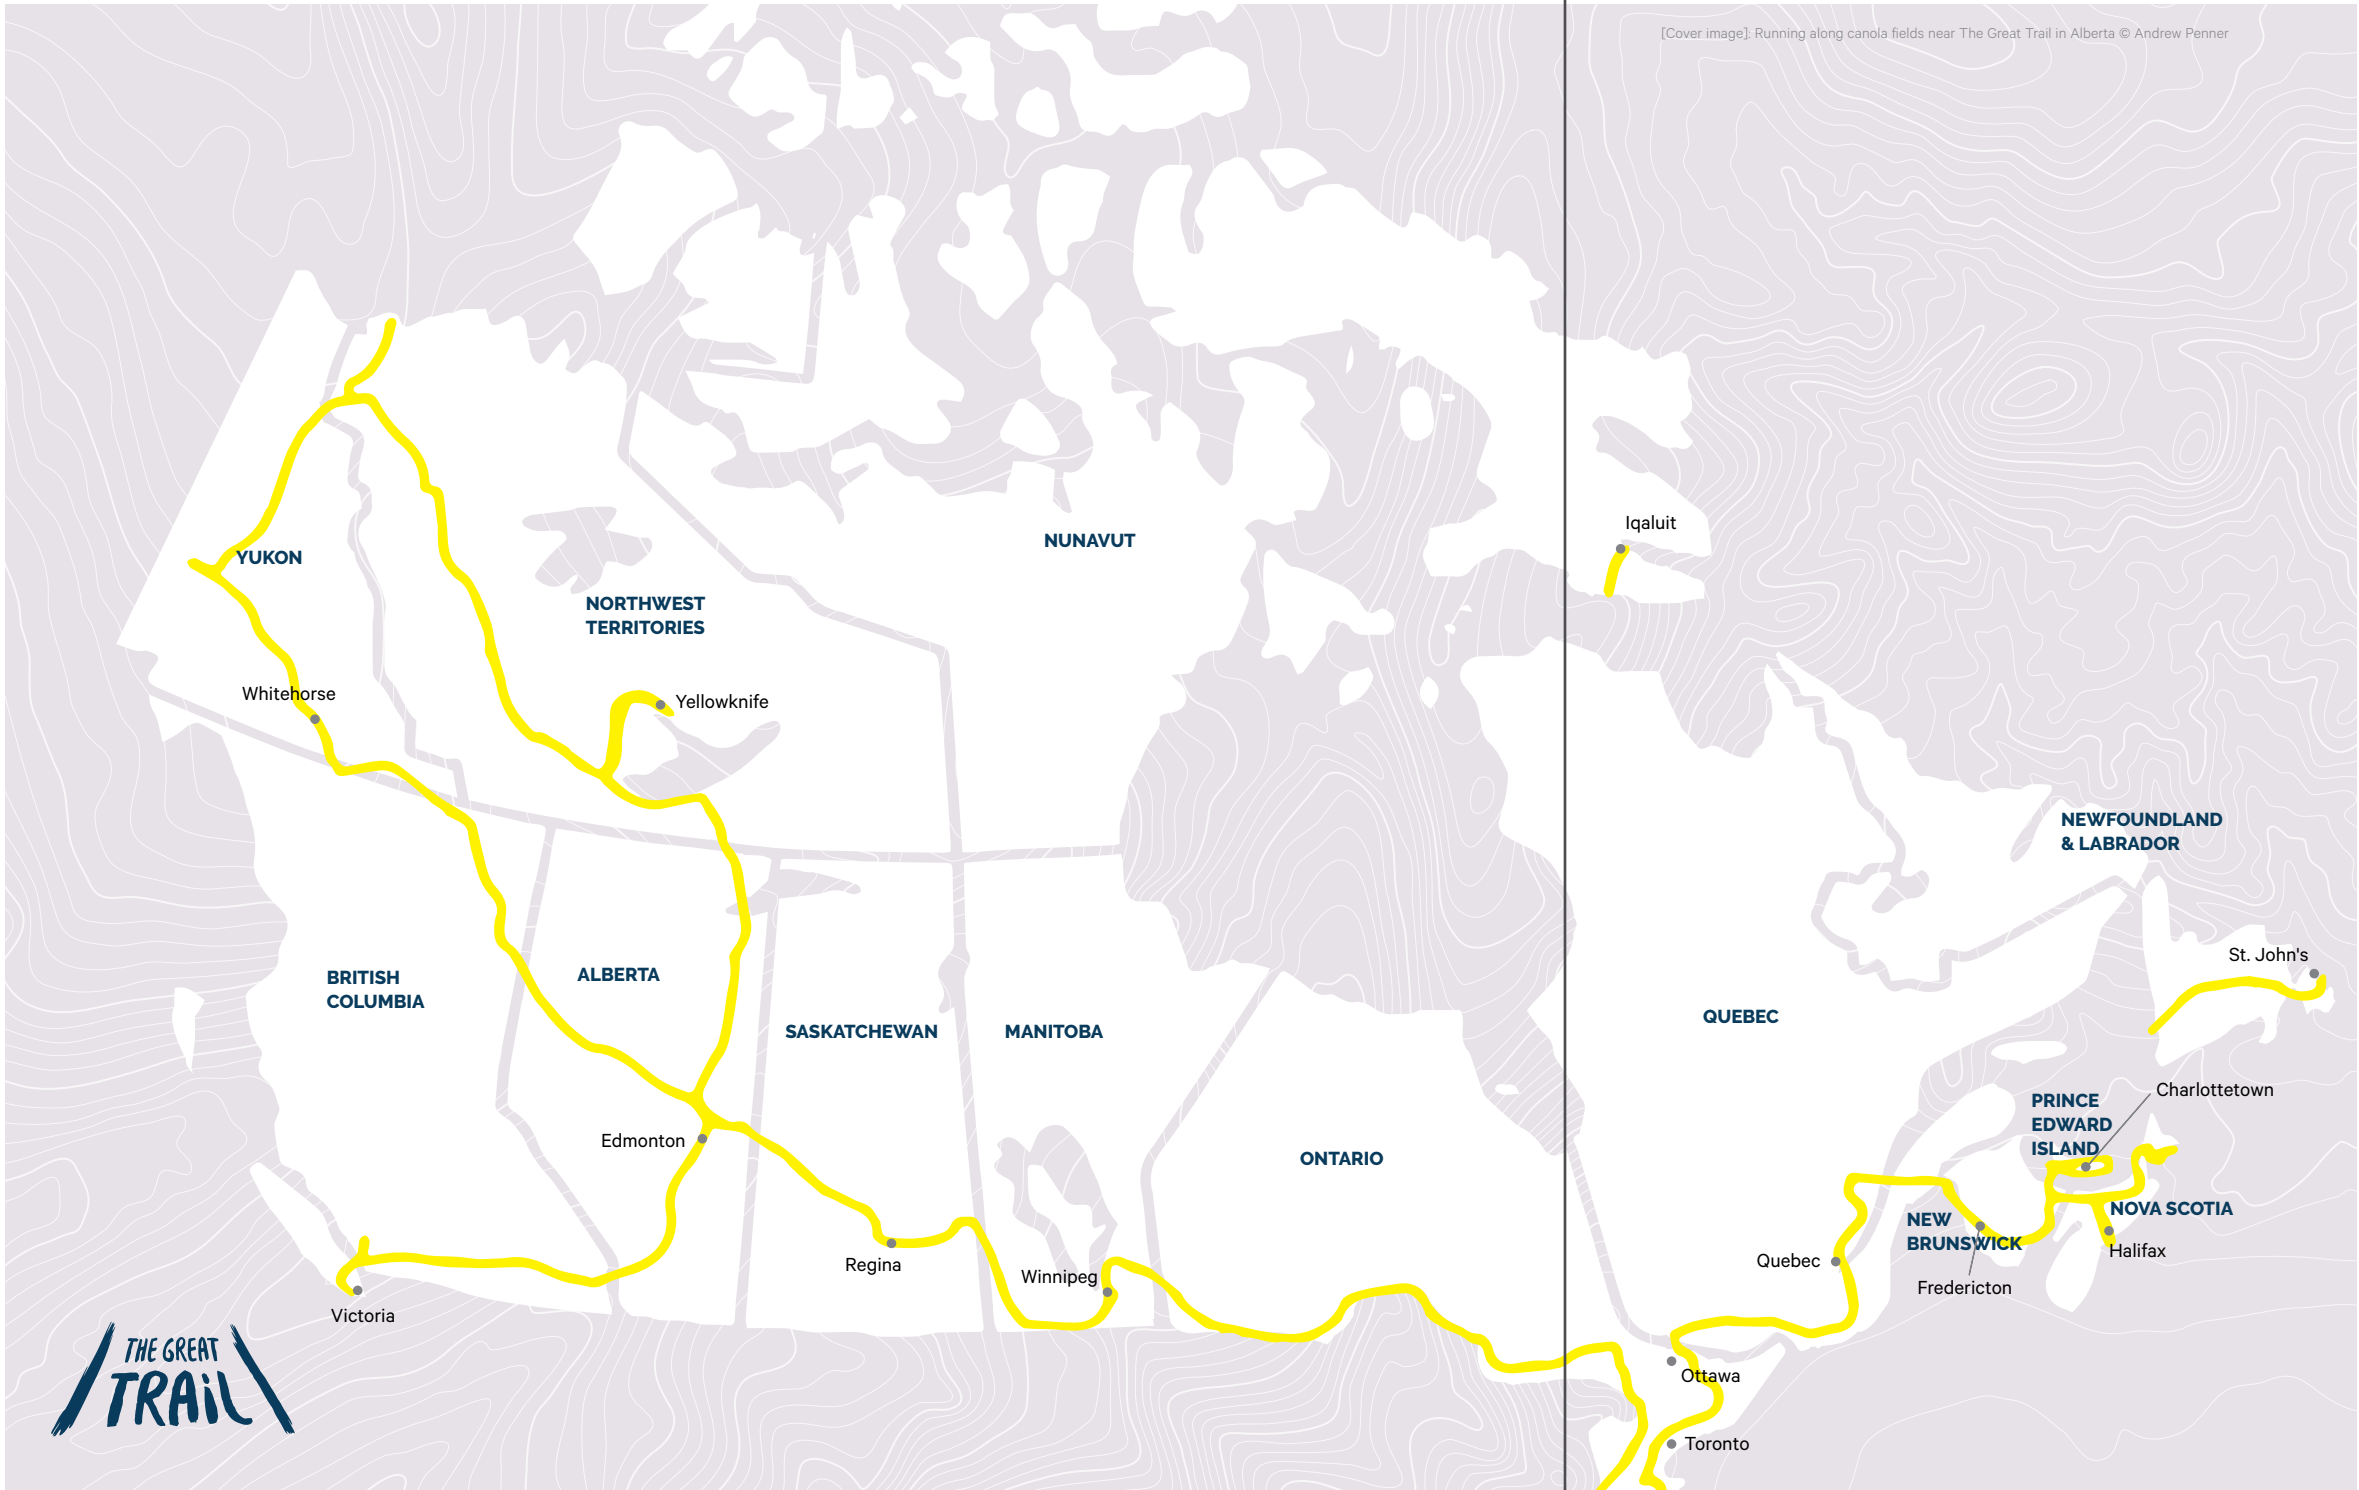 [Cover image]: Running along canola fields near The Great Trail in Alberta © Andrew Penner
Iqaluit
NUNAVUT
YUKON
NORTHWEST
TERRITORIES
Whitehorse
Yellowknife
NEWFOUNDLAND
& LABRADOR
St. John's
BRITISH
COLUMBIA
ALBERTA
SASKATCHEWAN
MANITOBA
QUEBEC
Charlottetown
PRINCE
EDWARD
ISLAND
Edmonton
ONTARIO
NOVA SCOTIA
NEW
BRUNSWICK
Halifax
Quebec
Regina
Winnipeg
Fredericton
Victoria
THE GREAT
TRAiL
Ottawa
Toronto